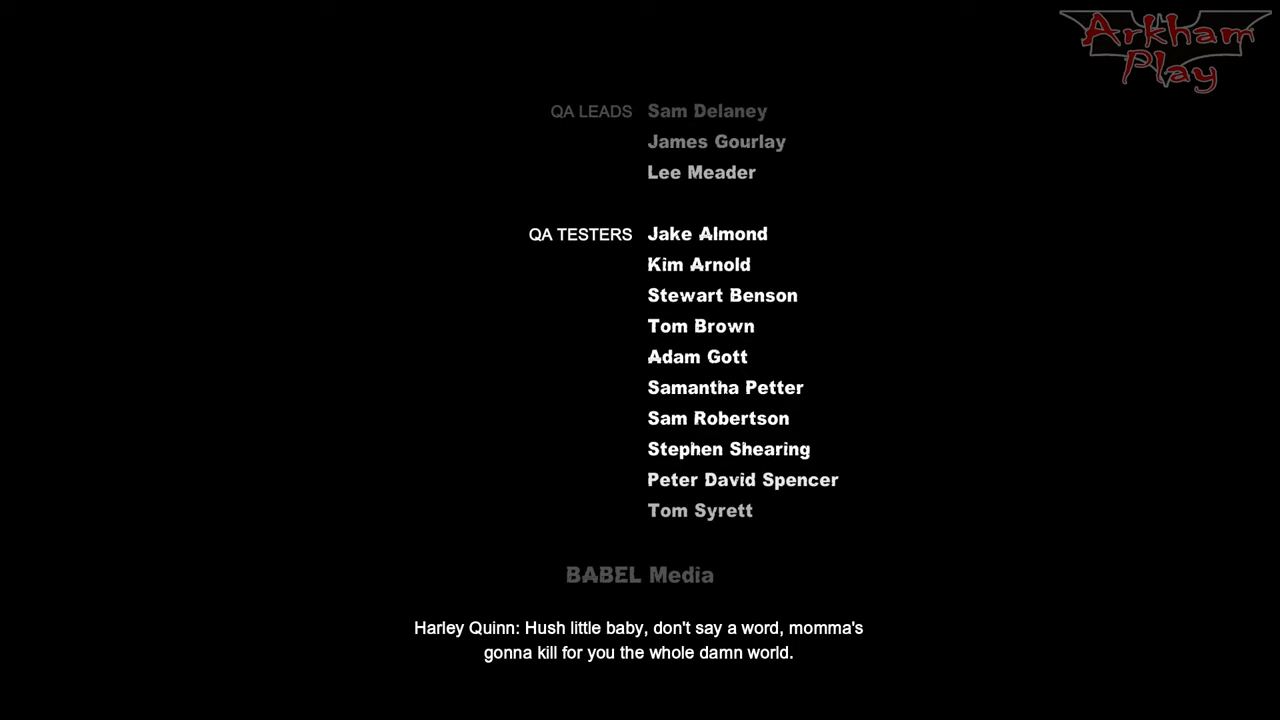 Arkham
Play
QA LEADS Sam Delaney
James Gourlay
Lee Meader
QA TESTERS Jake Almond
Kim Arnold
Stewart Benson
Tom Brown
Adam Gott
Samantha Petter
Sam Robertson
Stephen Shearing
Peter David Spencer
Tom Syrett
BABEL Media
Harley Quinn: Hush little baby, don't say a word, momma's
gonna kill for you the whole damn world.